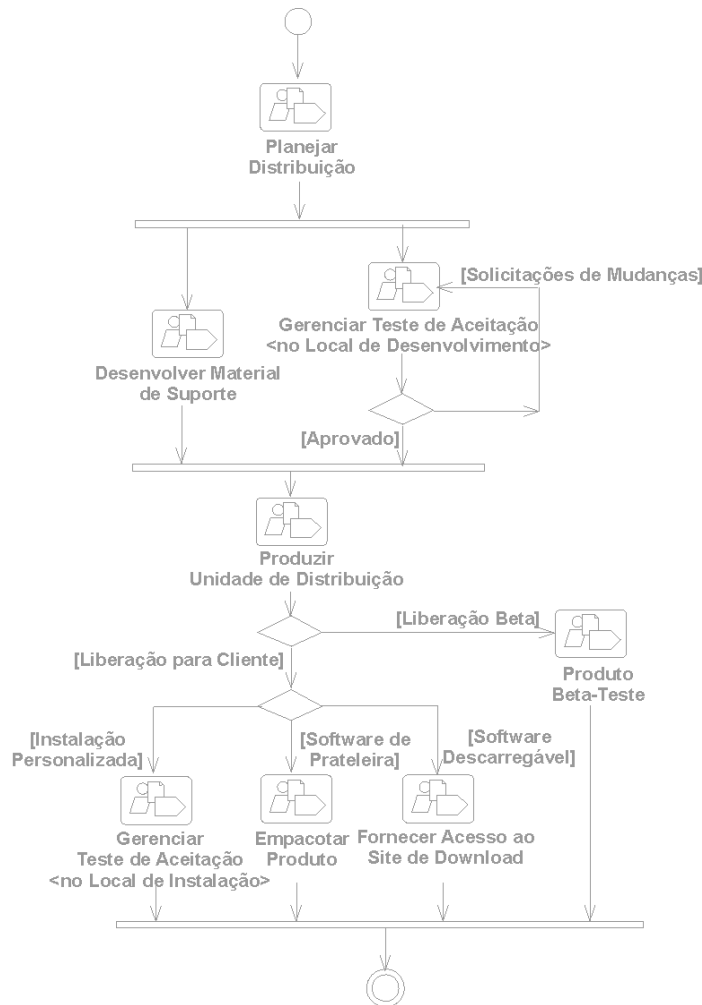 Planejar
Distribuição
[Solicitações de Mudanças]
Gerenciar Teste de Aceitação
<no Local de Desenvolvimento>
Desenvolver Material
de Suporte
[Aprovado]
Produzir
Unidade de Distribuição
[Liberação Beta]
[Liberação para Cliente]
Produto
Beta-Teste
[Instalação
Personalizada]
[Software de
Prateleira]
[Software
Descarregável]
Gerenciar
Teste de Aceitação
<no Local de Instalação>
Empacotar
Produto
Fornecer Acesso ao
Site de Download